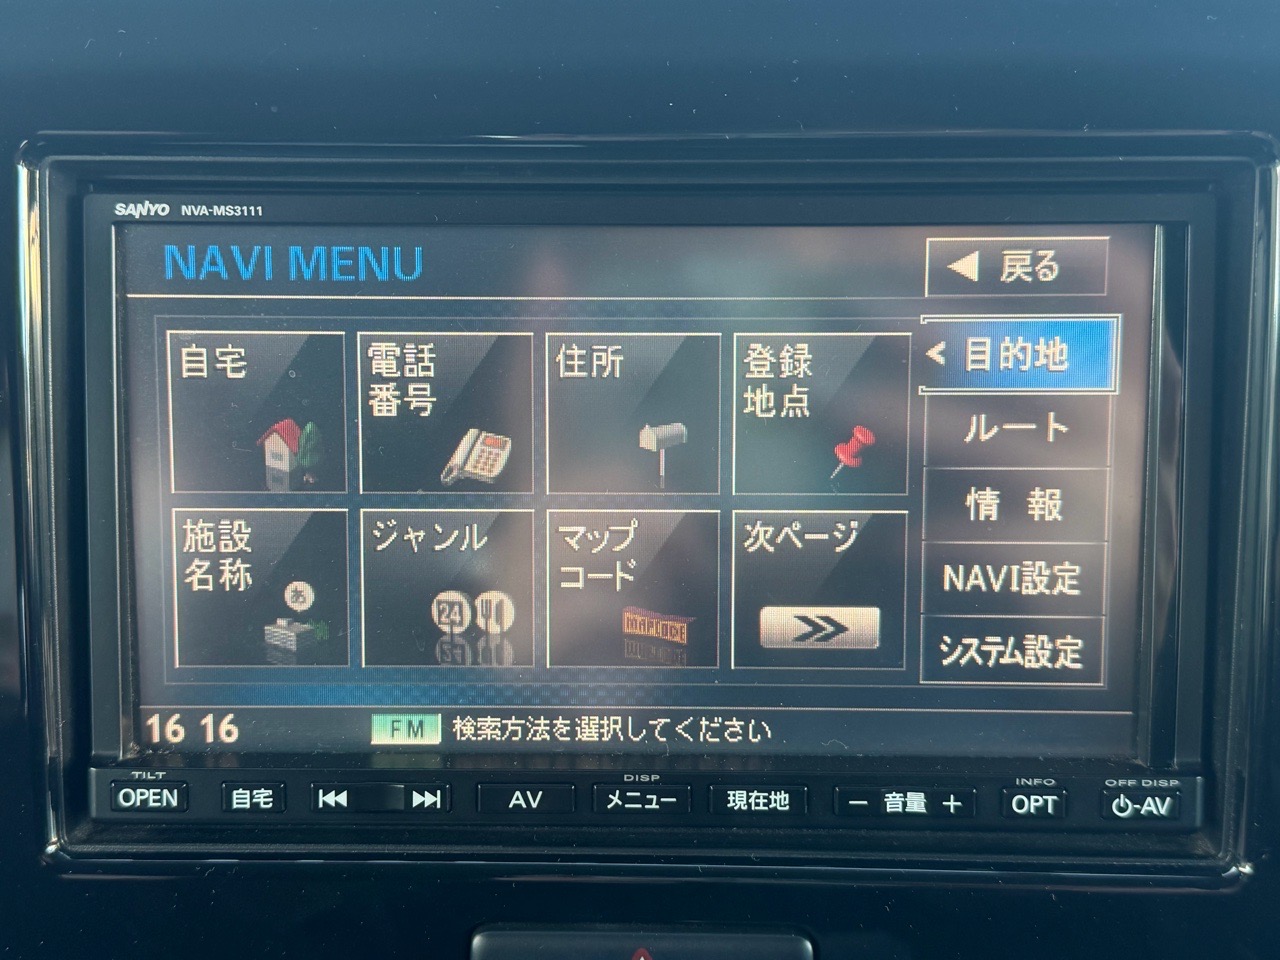 SANYO NVA-MS3111
NAVI MENU
戻る
自宅
電話
番号
住所
登録
地点
目的地
ルート
情 報
NAVI設定
システム設定
施設
名称
あ
ジャンル
24
マップ
コード
MAPCODE
次ページ
16 16
FM
検索方法を選択してください
TILT
OPEN
自宅
AV
DISP
メニュー
現在地
− 音量 +
INFO
OPT
OFF DISP
⏻-AV